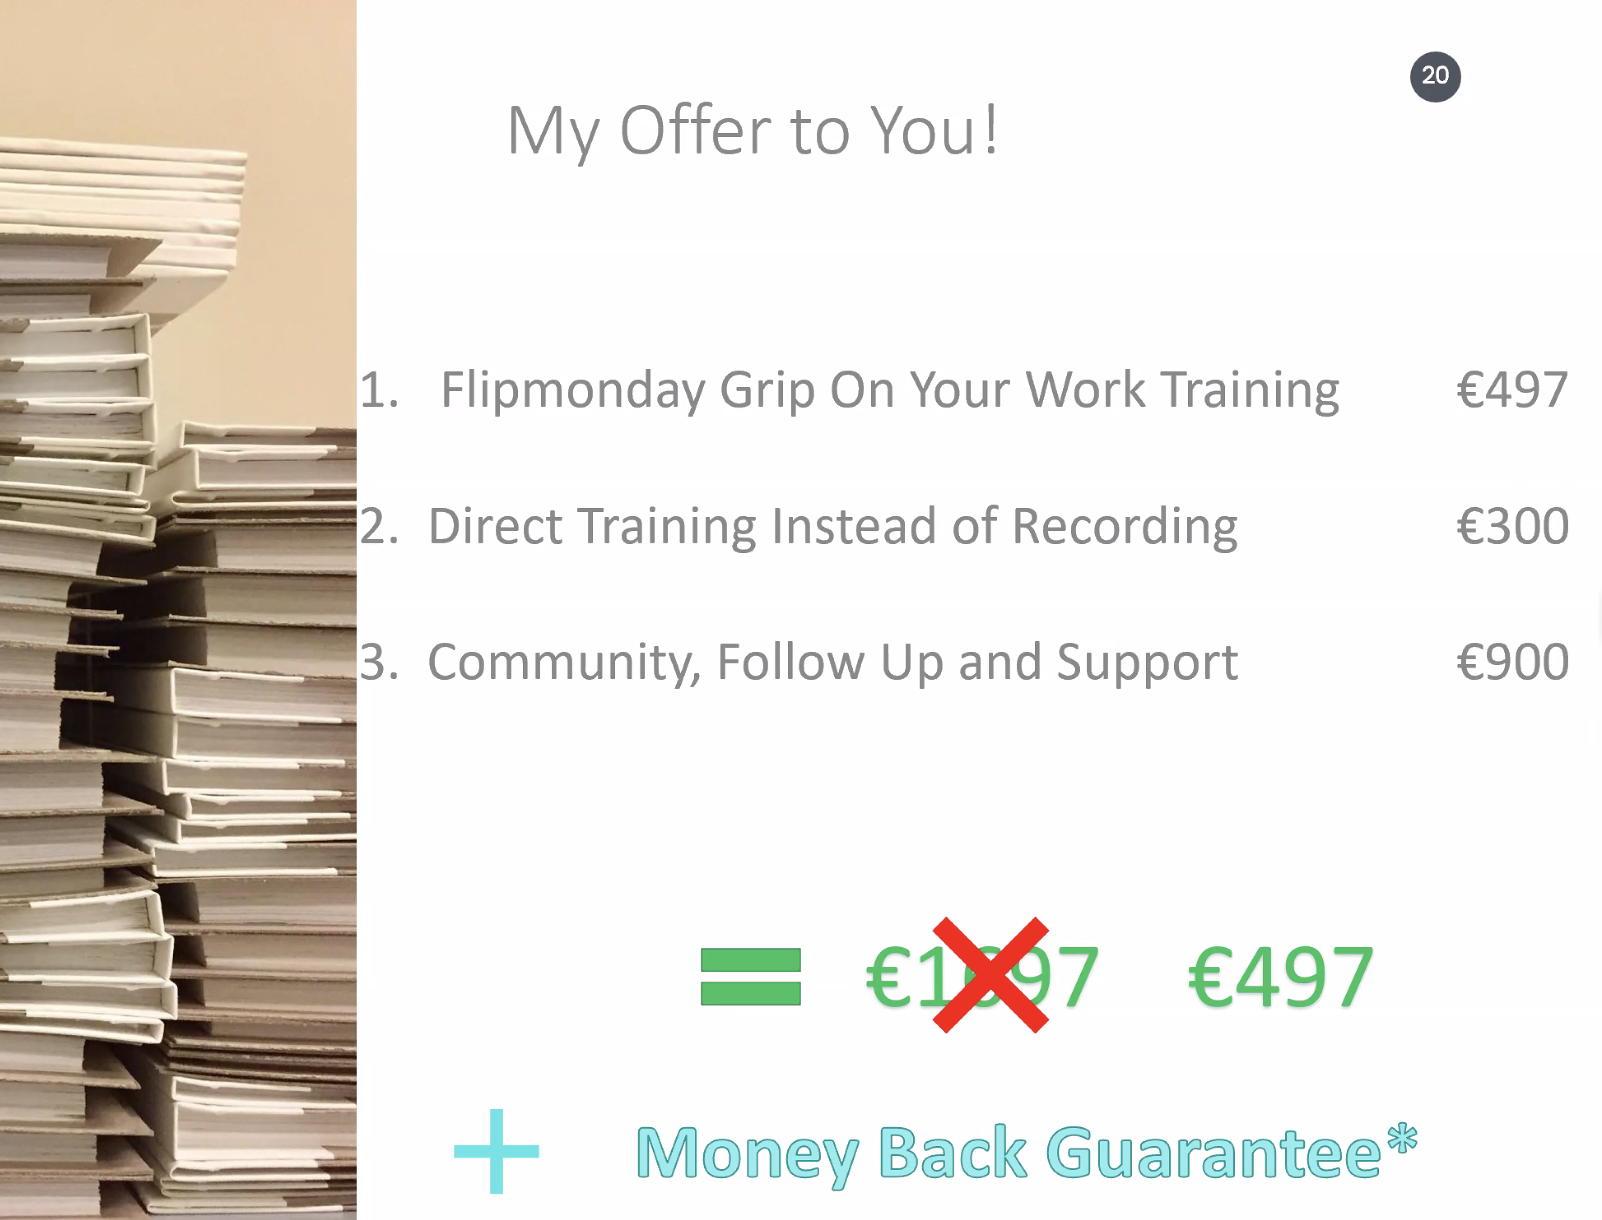 20
My Offer to You!
1. Flipmonday Grip On Your Work Training €497
2. Direct Training Instead of Recording €300
3. Community, Follow Up and Support €900
= €1697 €497
+ Money Back Guarantee*